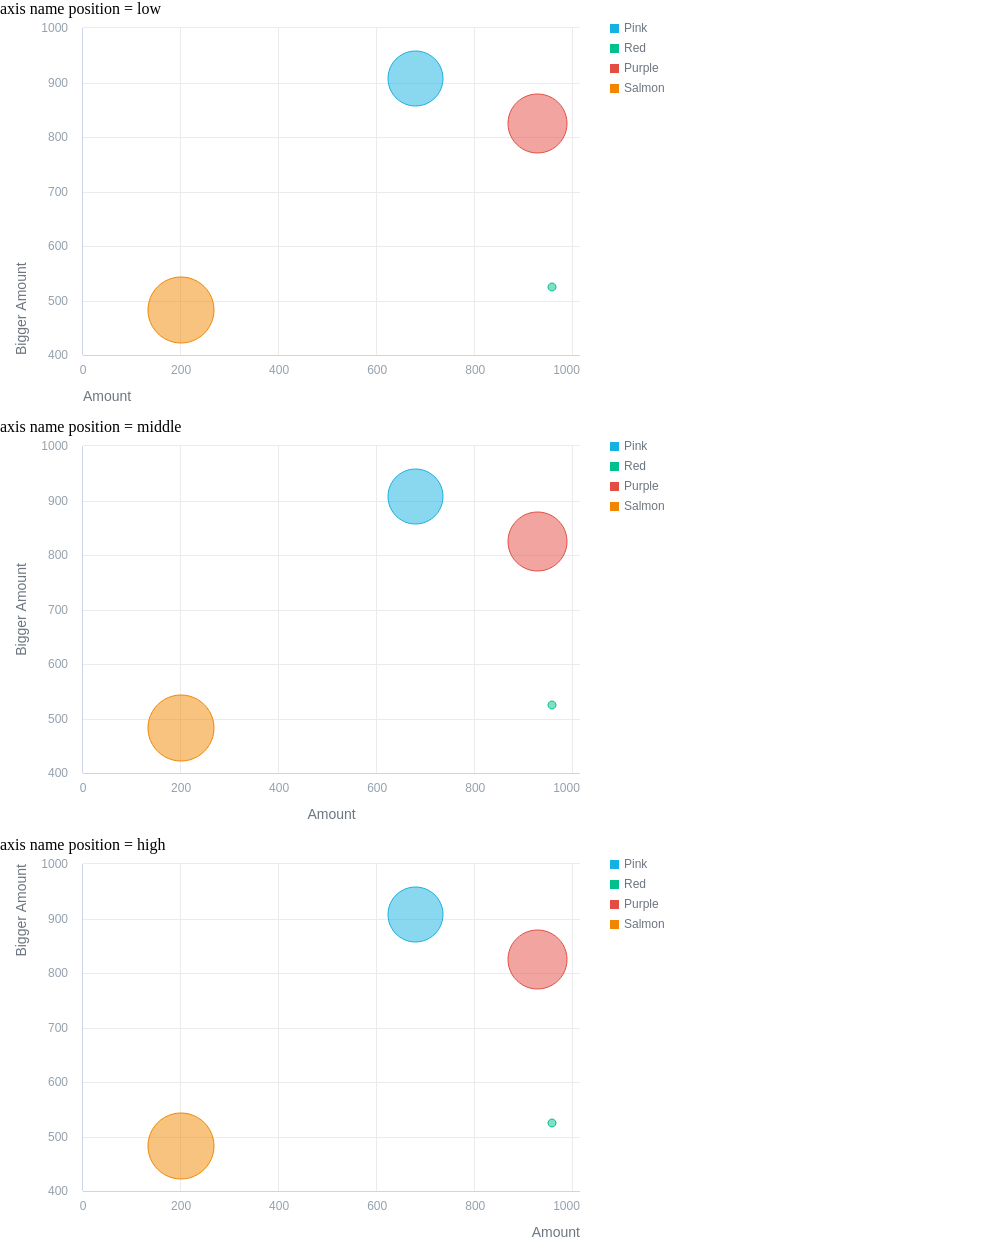 axis name position = low
1000
900
800
700
600
500
400
Bigger Amount
0 200 400 600 800 1000
Amount
Pink
Red
Purple
Salmon
axis name position = middle
1000
900
800
700
600
500
400
Bigger Amount
0 200 400 600 800 1000
Amount
Pink
Red
Purple
Salmon
axis name position = high
1000
900
800
700
600
500
400
Bigger Amount
0 200 400 600 800 1000
Amount
Pink
Red
Purple
Salmon